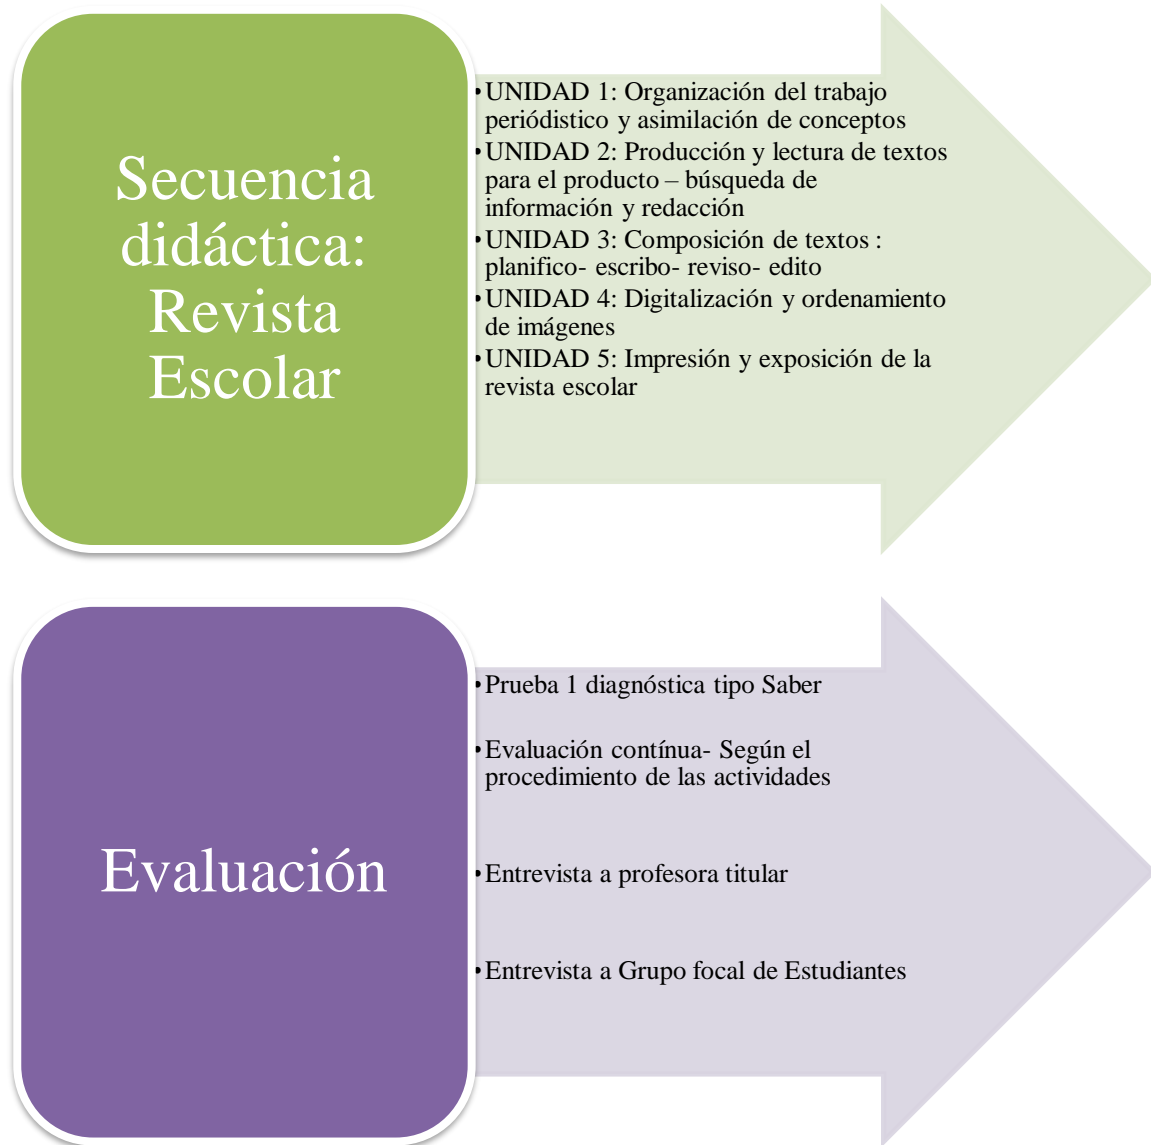 Secuencia
didáctica:
Revista
Escolar
•UNIDAD 1: Organización del trabajo
periódistico y asimilación de conceptos
•UNIDAD 2: Producción y lectura de textos
para el producto – búsqueda de
información y redacción
•UNIDAD 3: Composición de textos :
planifico- escribo- reviso- edito
•UNIDAD 4: Digitalización y ordenamiento
de imágenes
•UNIDAD 5: Impresión y exposición de la
revista escolar
Evaluación
•Prueba 1 diagnóstica tipo Saber
•Evaluación contínua- Según el
procedimiento de las actividades
•Entrevista a profesora titular
•Entrevista a Grupo focal de Estudiantes